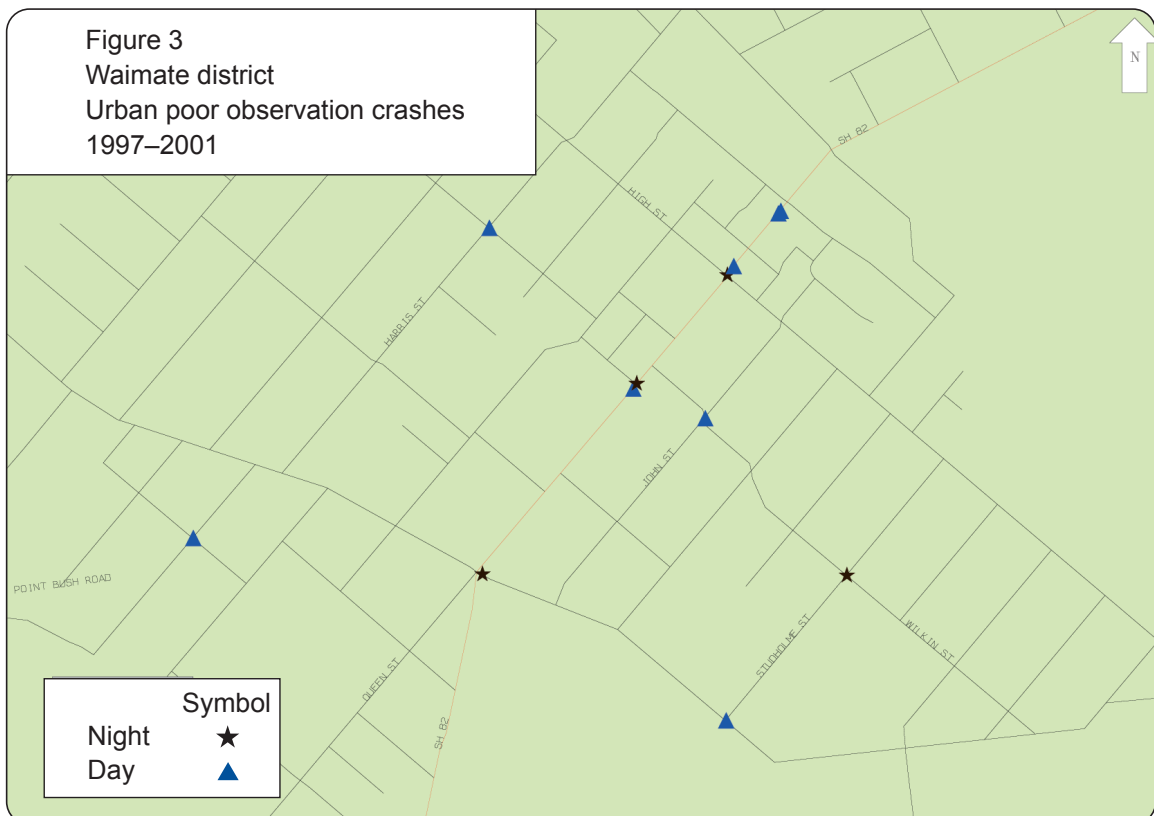 Figure 3
Waimate district
Urban poor observation crashes
1997–2001
N
SH 82
HIGH ST
HARRIS ST
JOHN ST
POINT BUSH ROAD
STUDHOLME ST
WILKIN ST
QUEEN ST
SH 82
Symbol
Night
Day